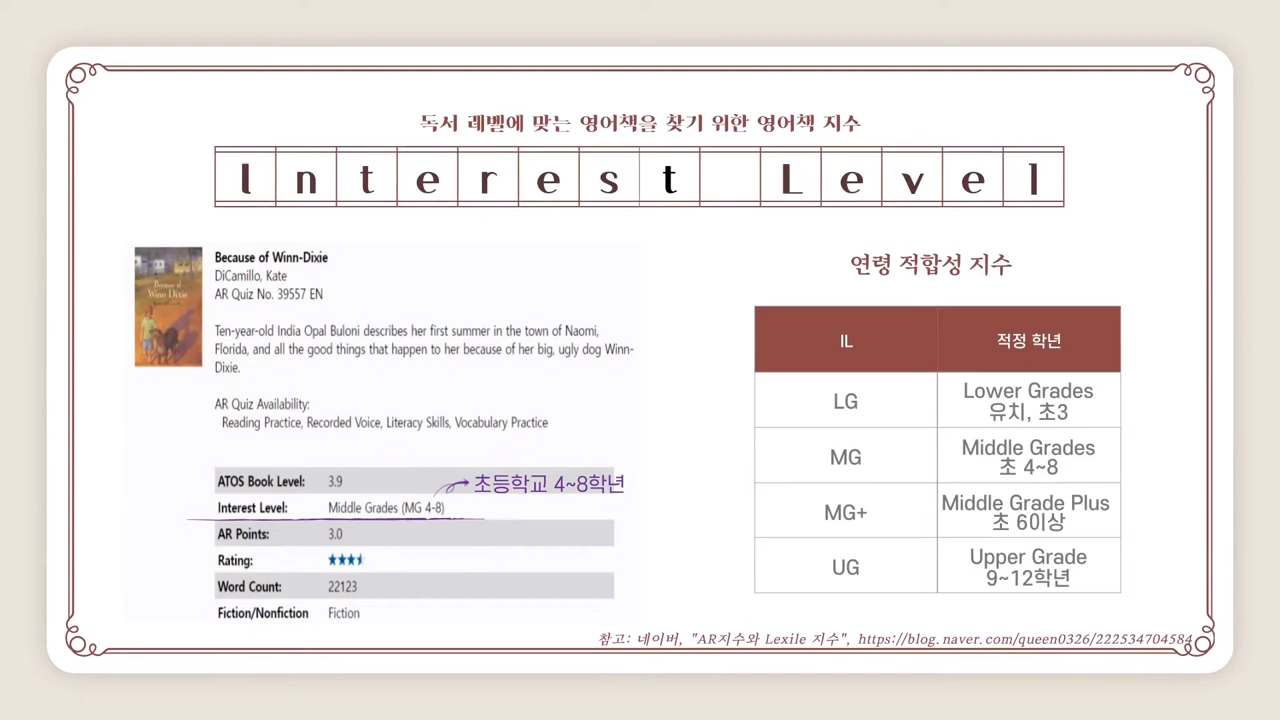 독서 레벨에 맞는 영어책을 찾기 위한 영어책 지수
Interest Level
Because of Winn-Dixie
DiCamillo, Kate
AR Quiz No. 39557 EN
Ten-year-old India Opal Buloni describes her first summer in the town of Naomi,
Florida, and all the good things that happen to her because of her big, ugly dog Winn-
Dixie.
AR Quiz Availability:
Reading Practice, Recorded Voice, Literacy Skills, Vocabulary Practice
ATOS Book Level: 3.9
초등학교 4~8학년
Interest Level: Middle Grades (MG 4-8)
AR Points: 3.0
Rating:
Word Count: 22123
Fiction/Nonfiction Fiction
Because of
Winn Dixie
연령 적합성 지수
IL 적정 학년
LG Lower Grades
유치, 초3
MG Middle Grades
초 4~8
MG+ Middle Grade Plus
초 6이상
UG Upper Grade
9~12학년
참고: 네이버, "AR지수와 Lexile 지수", https://blog.naver.com/queen0326/222534704584